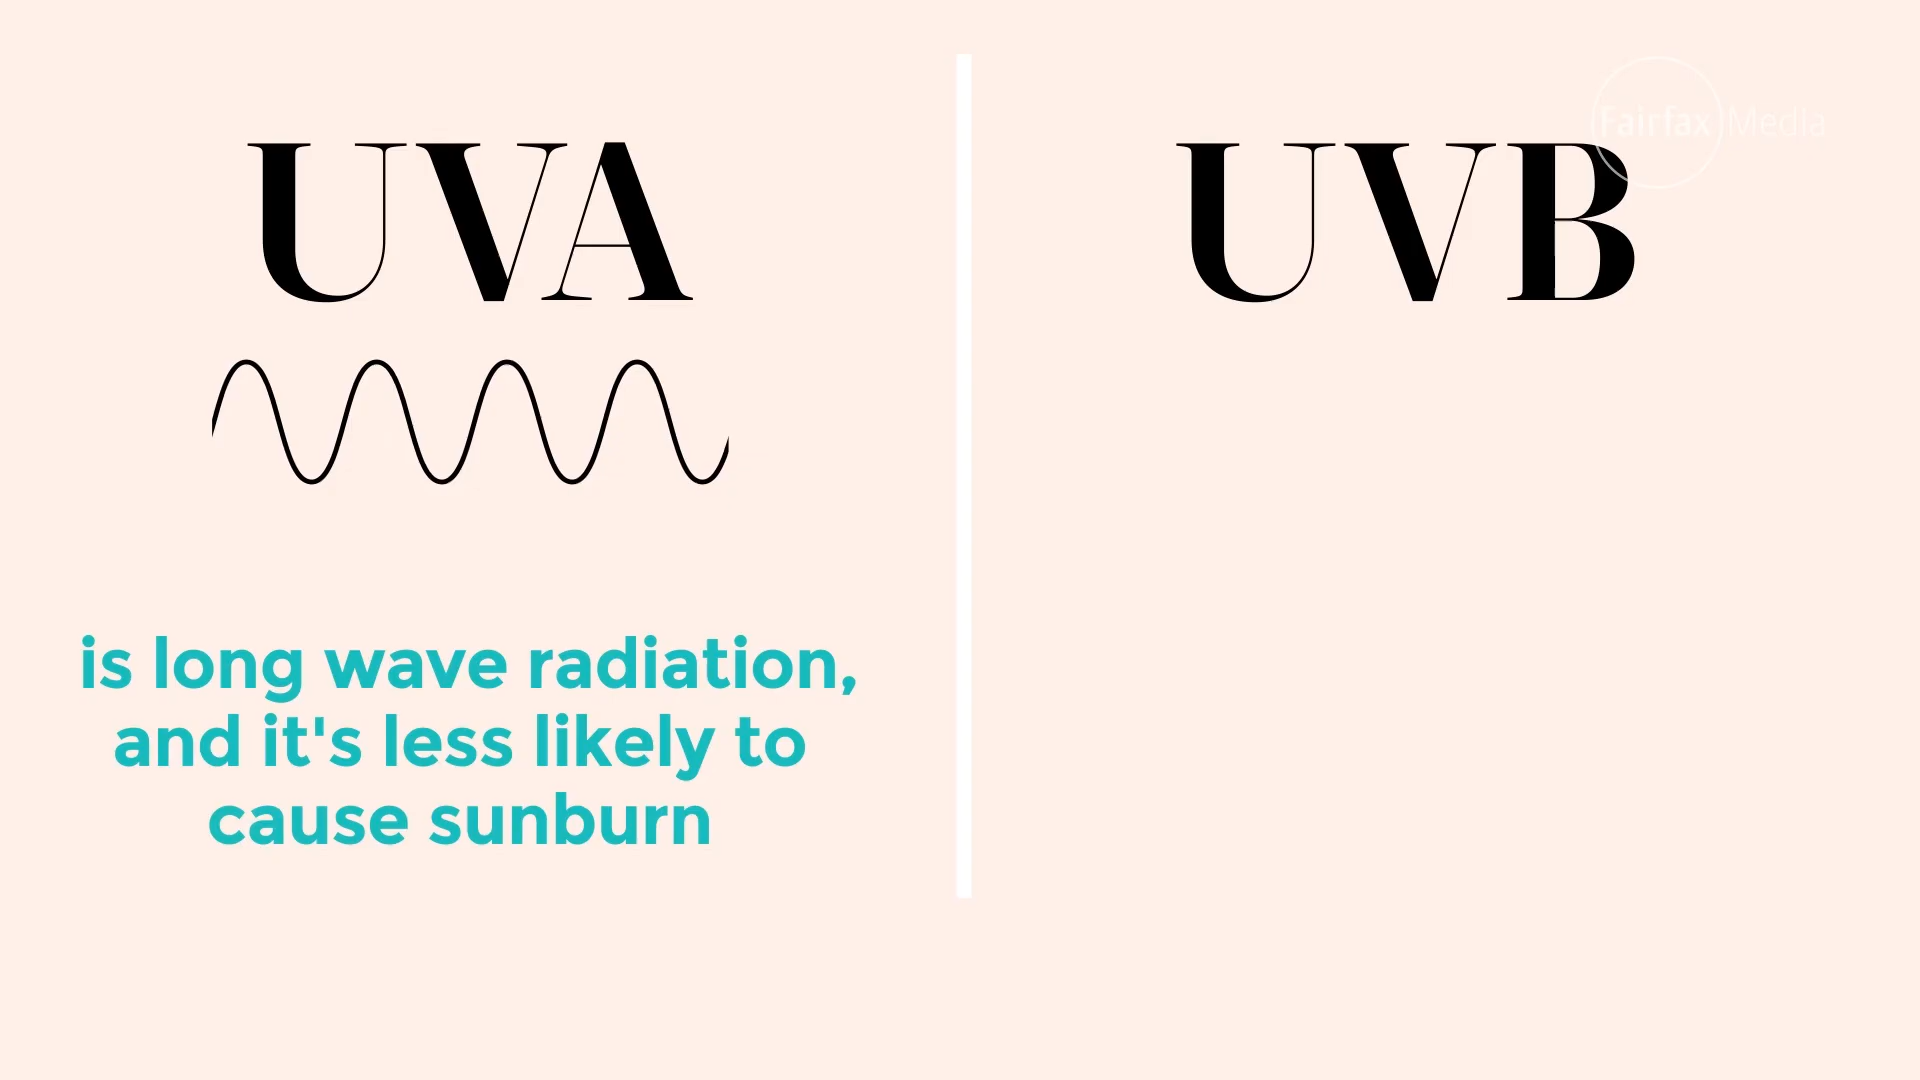 UVA
UVB
Fairfax Media
is long wave radiation,
and it's less likely to
cause sunburn